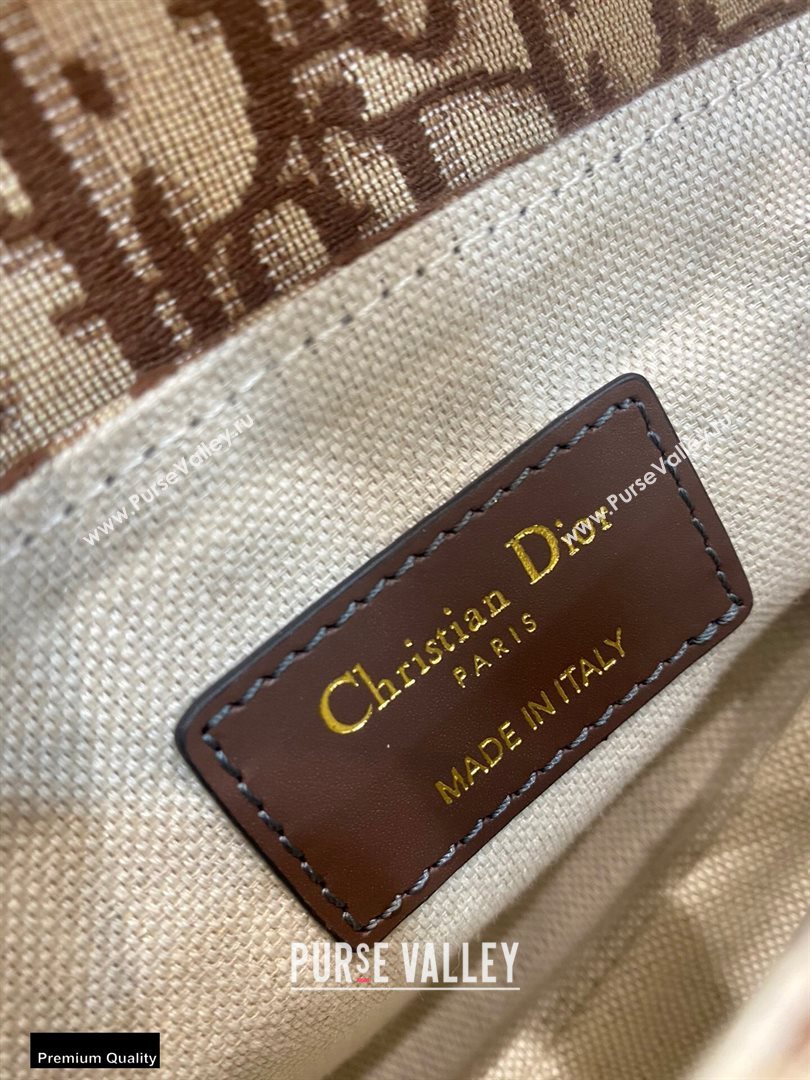 www.PurseValley.ru
www.PurseValley.ru
Christian Dior
PARIS
MADE IN ITALY
PURSE VALLEY
Premium Quality